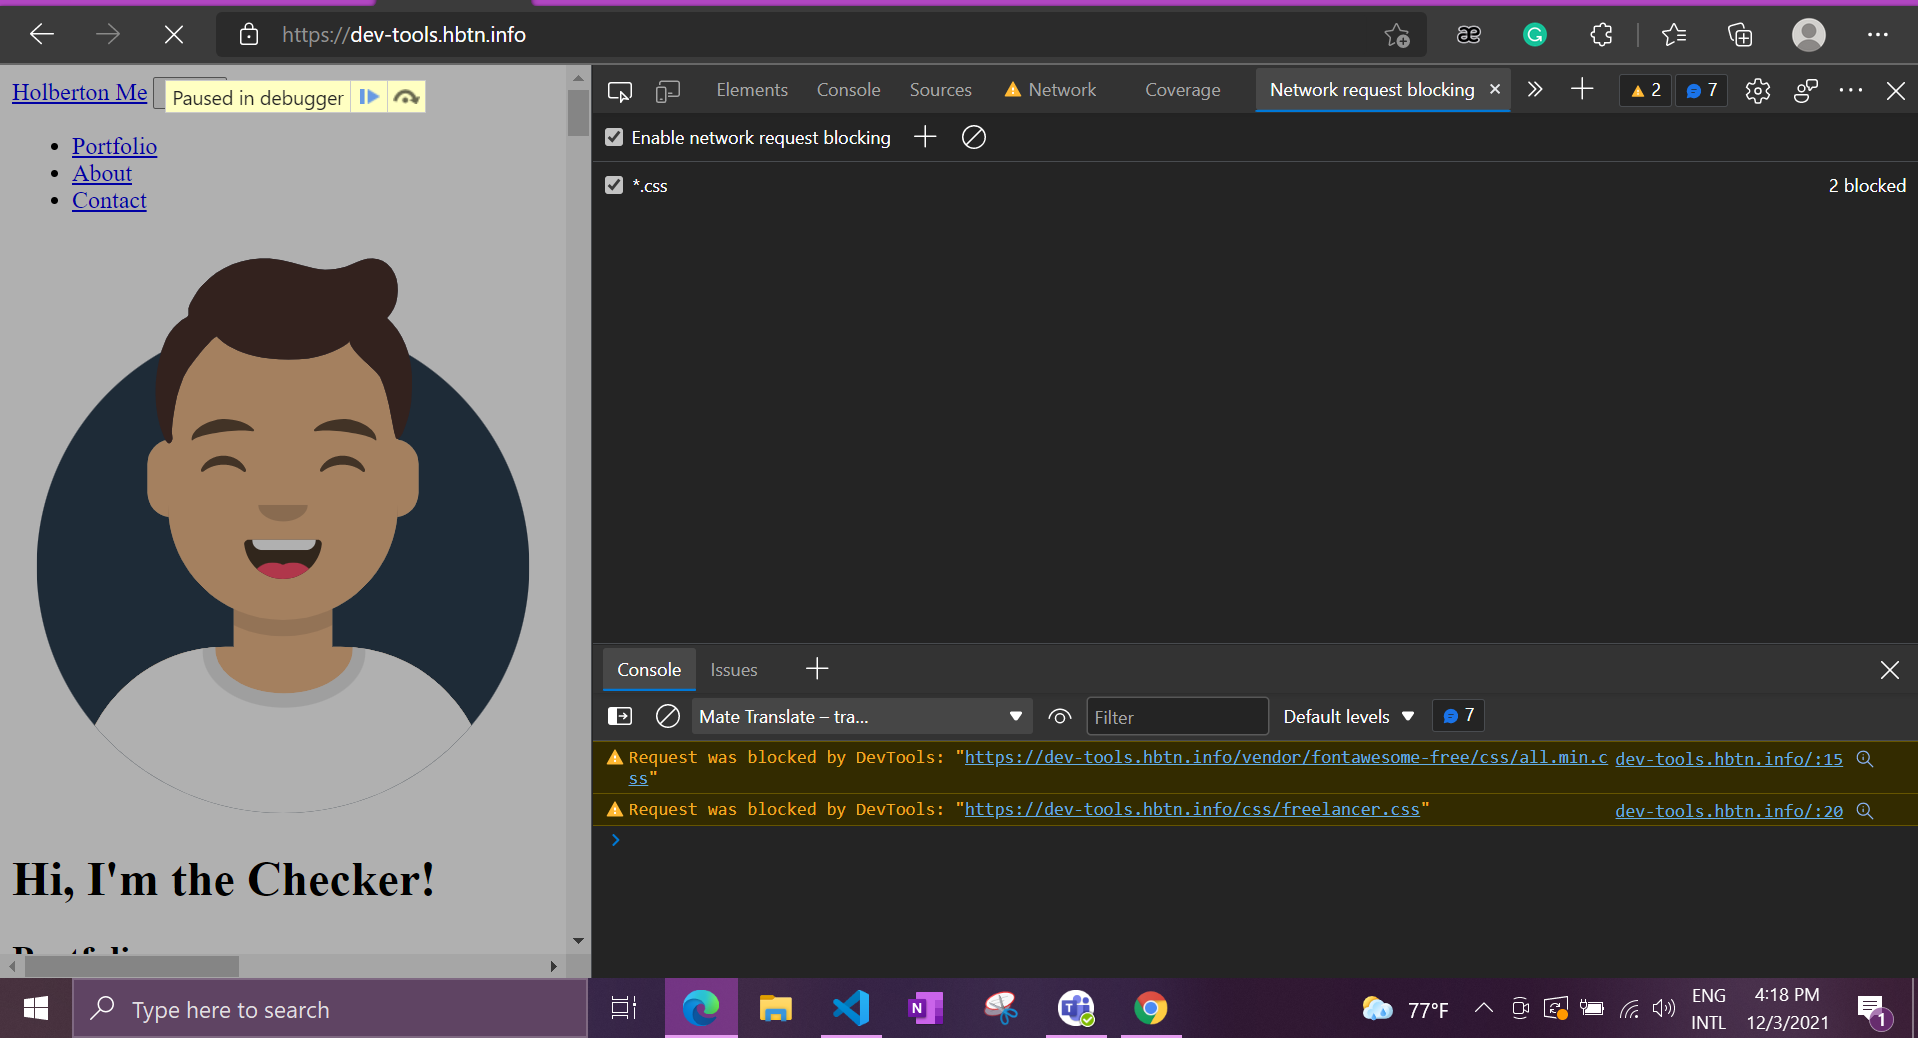 https://dev-tools.hbtn.info
Holberton Me
Paused in debugger
Portfolio
About
Contact
Hi, I'm the Checker!
Elements Console Sources Network Coverage Network request blocking 2 7
Enable network request blocking
*.css 2 blocked
Console Issues
Mate Translate – tra... Filter Default levels 7
Request was blocked by DevTools: "https://dev-tools.hbtn.info/vendor/fontawesome-free/css/all.min.c dev-tools.hbtn.info/:15
ss"
Request was blocked by DevTools: "https://dev-tools.hbtn.info/css/freelancer.css" dev-tools.hbtn.info/:20
Type here to search
77°F
ENG
INTL
4:18 PM
12/3/2021
1